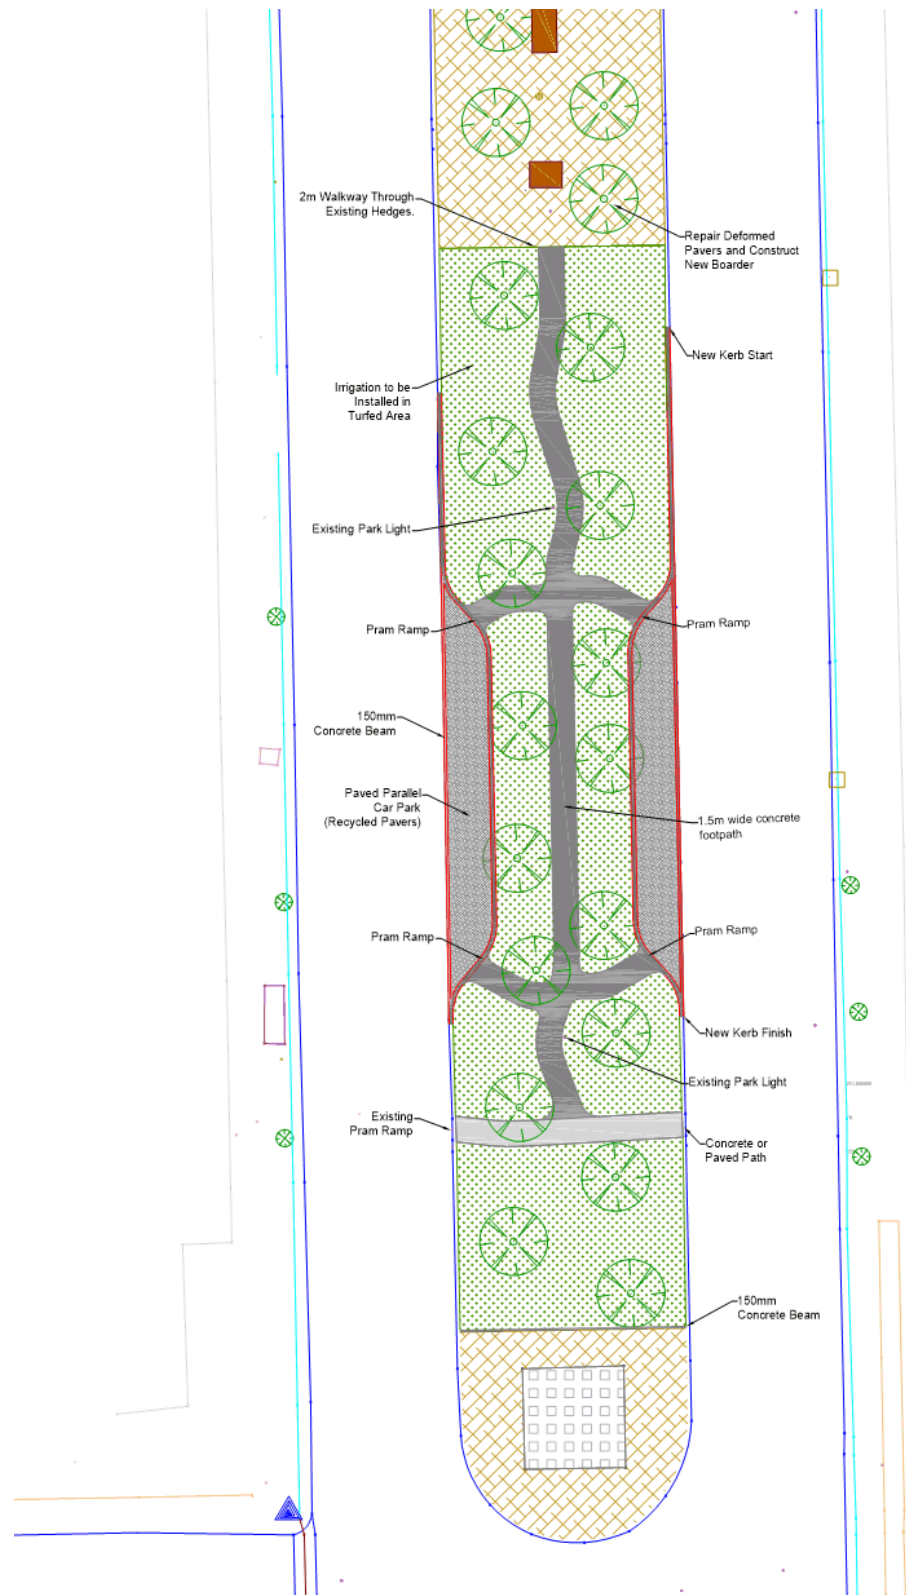 2m Walkway Through
Existing Hedges.
Repair Deformed
Pavers and Construct
New Boarder
New Kerb Start
Irrigation to be
Installed in
Turfed Area
Existing Park Light
Pram Ramp
Pram Ramp
150mm
Concrete Beam
Paved Parallel
Car Park
(Recycled Pavers)
1.5m wide concrete
footpath
Pram Ramp
Pram Ramp
New Kerb Finish
Existing Park Light
Existing
Pram Ramp
Concrete or
Paved Path
150mm
Concrete Beam